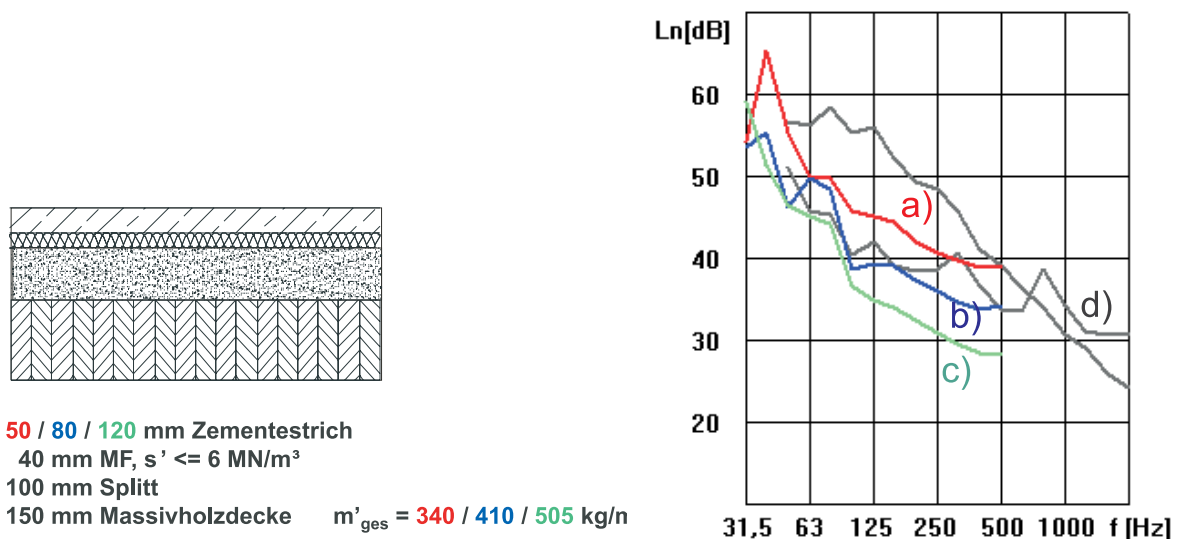 50 / 80 / 120 mm Zementestrich
40 mm MF, s' <= 6 MN/m³
100 mm Splitt
150 mm Massivholzdecke m'ges = 340 / 410 / 505 kg/n
Ln[dB]
60
50
40
30
20
a)
b)
c)
d)
31,5 63 125 250 500 1000 f [Hz]